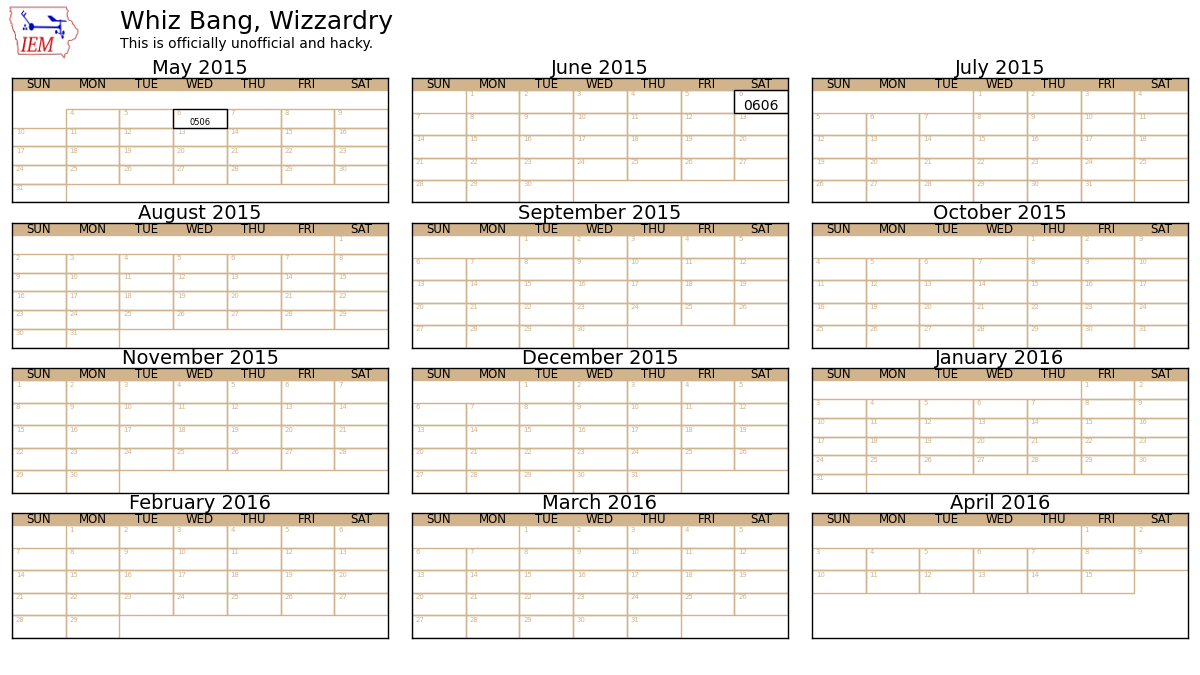 IEM
Whiz Bang, Wizzardry
This is officially unofficial and hacky.
May 2015
SUN MON TUE WED THU FRI SAT
4 5 6 7 8 9
0506
10 11 12 13 14 15 16
17 18 19 20 21 22 23
24 25 26 27 28 29 30
31
June 2015
SUN MON TUE WED THU FRI SAT
1 2 3 4 5 6
0606
7 8 9 10 11 12 13
14 15 16 17 18 19 20
21 22 23 24 25 26 27
28 29 30
July 2015
SUN MON TUE WED THU FRI SAT
1 2 3 4
5 6 7 8 9 10 11
12 13 14 15 16 17 18
19 20 21 22 23 24 25
26 27 28 29 30 31
August 2015
SUN MON TUE WED THU FRI SAT
1
2 3 4 5 6 7 8
9 10 11 12 13 14 15
16 17 18 19 20 21 22
23 24 25 26 27 28 29
30 31
September 2015
SUN MON TUE WED THU FRI SAT
1 2 3 4 5
6 7 8 9 10 11 12
13 14 15 16 17 18 19
20 21 22 23 24 25 26
27 28 29 30
October 2015
SUN MON TUE WED THU FRI SAT
1 2 3
4 5 6 7 8 9 10
11 12 13 14 15 16 17
18 19 20 21 22 23 24
25 26 27 28 29 30 31
November 2015
SUN MON TUE WED THU FRI SAT
1 2 3 4 5 6 7
8 9 10 11 12 13 14
15 16 17 18 19 20 21
22 23 24 25 26 27 28
29 30
December 2015
SUN MON TUE WED THU FRI SAT
1 2 3 4 5
6 7 8 9 10 11 12
13 14 15 16 17 18 19
20 21 22 23 24 25 26
27 28 29 30 31
January 2016
SUN MON TUE WED THU FRI SAT
1 2
3 4 5 6 7 8 9
10 11 12 13 14 15 16
17 18 19 20 21 22 23
24 25 26 27 28 29 30
31
February 2016
SUN MON TUE WED THU FRI SAT
1 2 3 4 5 6
7 8 9 10 11 12 13
14 15 16 17 18 19 20
21 22 23 24 25 26 27
28 29
March 2016
SUN MON TUE WED THU FRI SAT
1 2 3 4 5
6 7 8 9 10 11 12
13 14 15 16 17 18 19
20 21 22 23 24 25 26
27 28 29 30 31
April 2016
SUN MON TUE WED THU FRI SAT
1 2
3 4 5 6 7 8 9
10 11 12 13 14 15